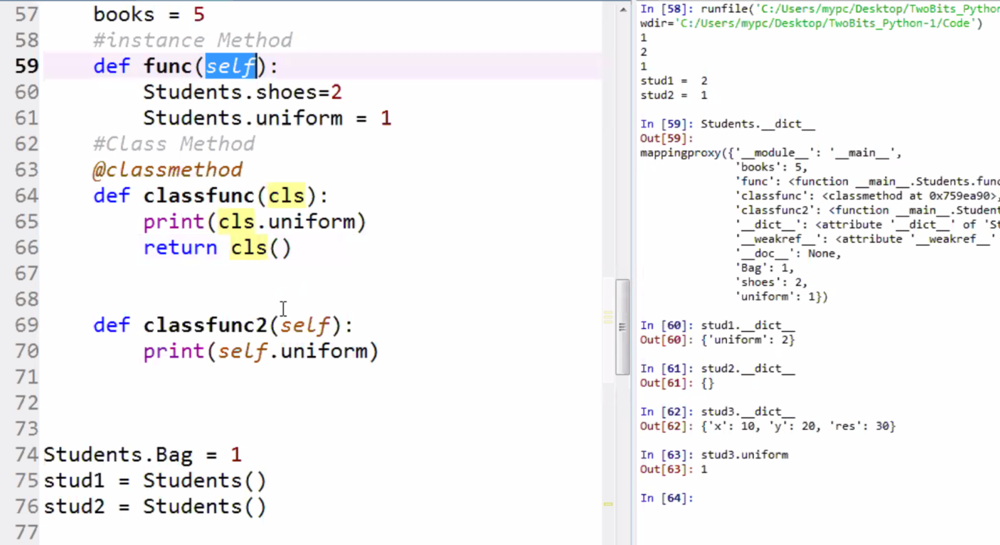 57 books = 5
58 #instance Method
59 def func(self):
60 Students.shoes=2
61 Students.uniform = 1
62 #Class Method
63 @classmethod
64 def classfunc(cls):
65 print(cls.uniform)
66 return cls()
67
68
69 def classfunc2(self):
70 print(self.uniform)
71
72
73
74 Students.Bag = 1
75 stud1 = Students()
76 stud2 = Students()
77
In [58]: runfile('C:/Users/mypc/Desktop/TwoBits_Python
wdir='C:/Users/mypc/Desktop/TwoBits_Python-1/Code')
1
2
1
stud1 =  2
stud2 =  1
In [59]: Students.__dict__
Out[59]:
mappingproxy({'__module__': '__main__',
'books': 5,
'func': <function __main__.Students.func
'classfunc': <classmethod at 0x759ea90>,
'classfunc2': <function __main__.Student
'__dict__': <attribute '__dict__' of 'St
'__weakref__': <attribute '__weakref__'
'__doc__': None,
'Bag': 1,
'shoes': 2,
'uniform': 1})
In [60]: stud1.__dict__
Out[60]: {'uniform': 2}
In [61]: stud2.__dict__
Out[61]: {}
In [62]: stud3.__dict__
Out[62]: {'x': 10, 'y': 20, 'res': 30}
In [63]: stud3.uniform
Out[63]: 1
In [64]: